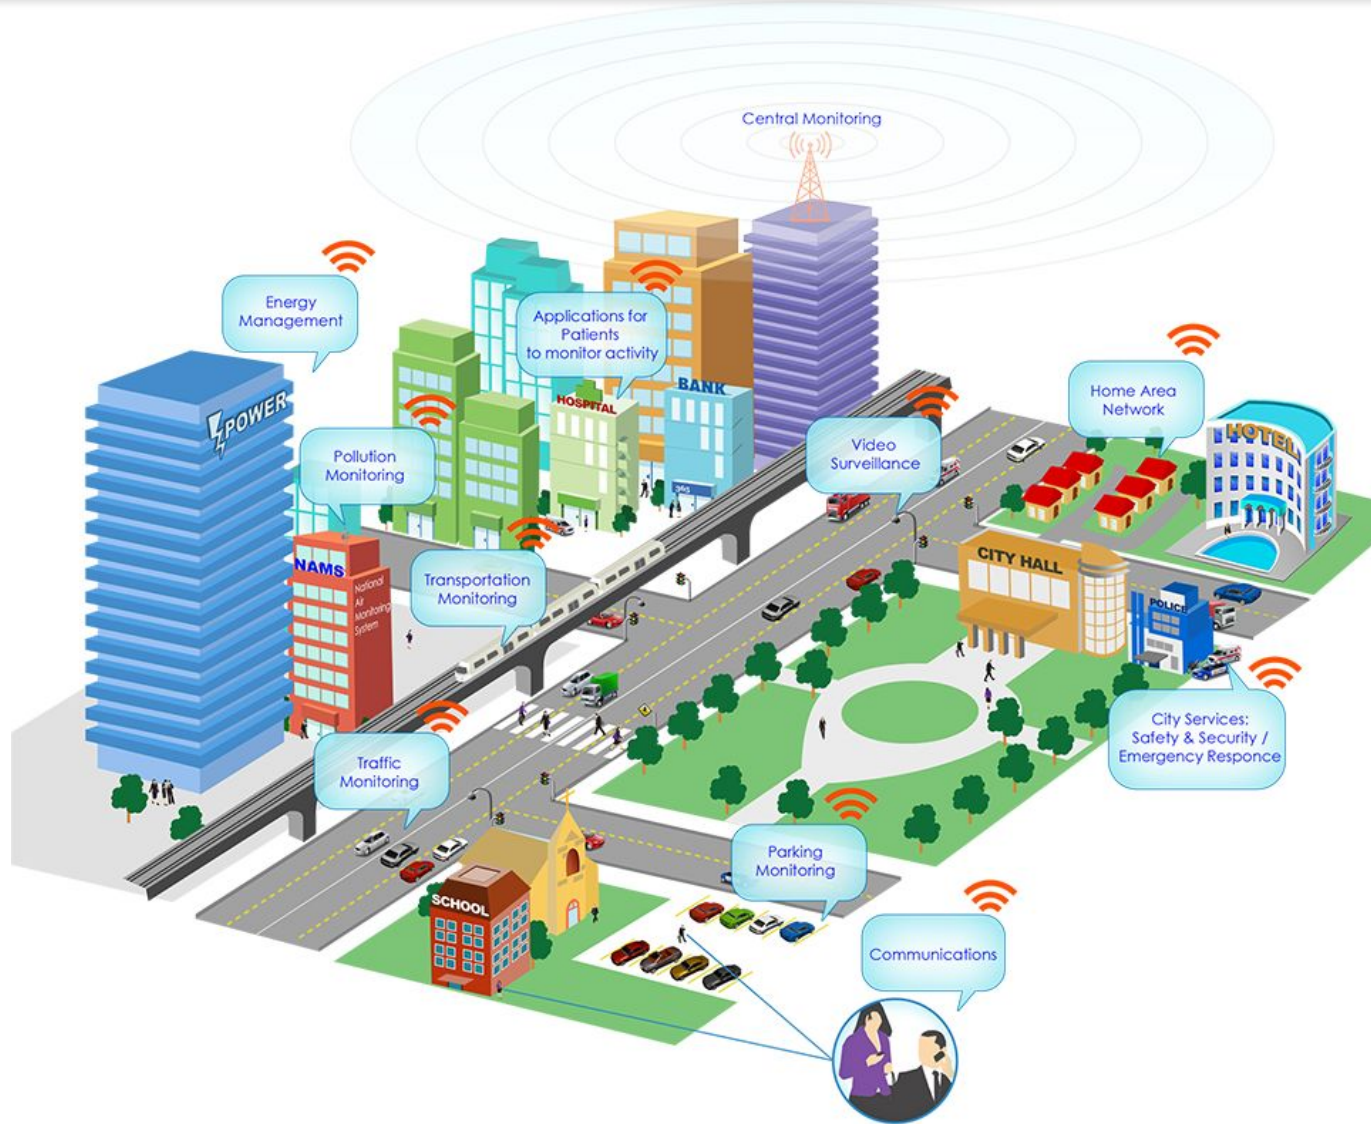 Central Monitoring
Energy
Management
Applications for
Patients
to monitor activity
POWER
HOSPITAL
BANK
365
Home Area
Network
HOTEL
Video
Surveillance
Pollution
Monitoring
NAMS
National
Air
Monitoring
System
Transportation
Monitoring
CITY HALL
POLICE
City Services:
Safety & Security /
Emergency Responce
Traffic
Monitoring
Parking
Monitoring
SCHOOL
Communications